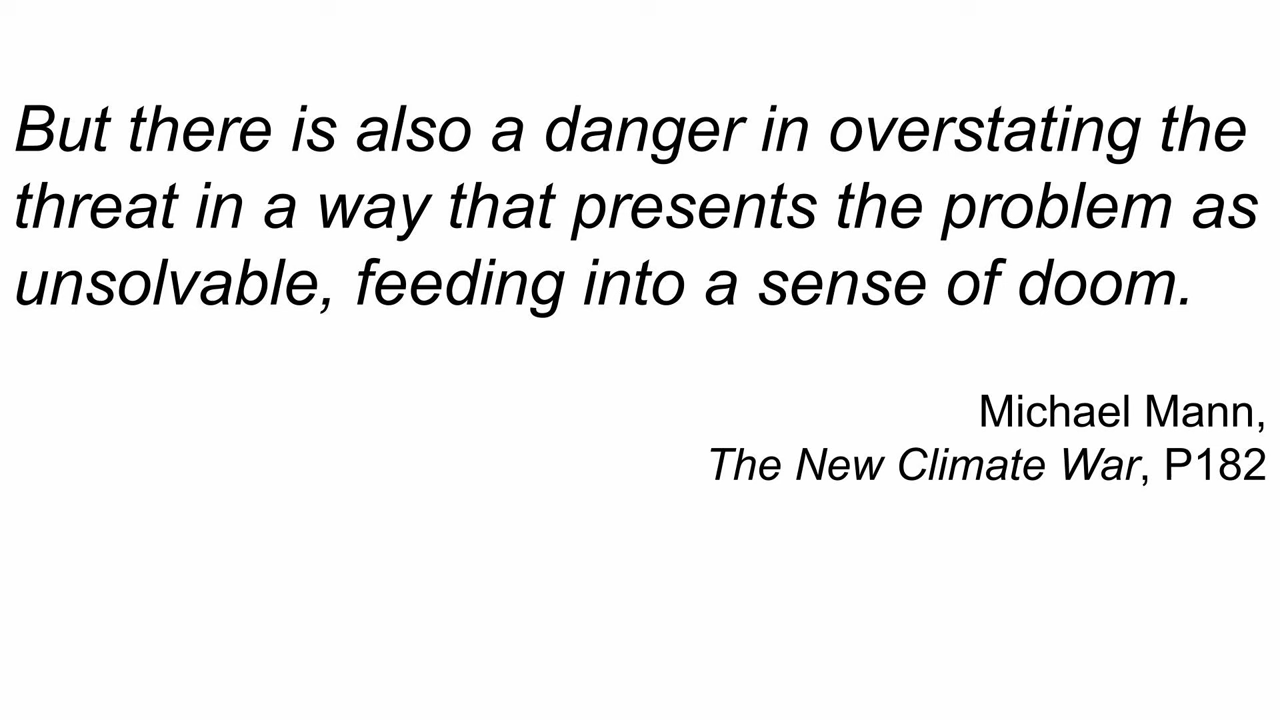 But there is also a danger in overstating the
threat in a way that presents the problem as
unsolvable, feeding into a sense of doom.
Michael Mann,
The New Climate War, P182